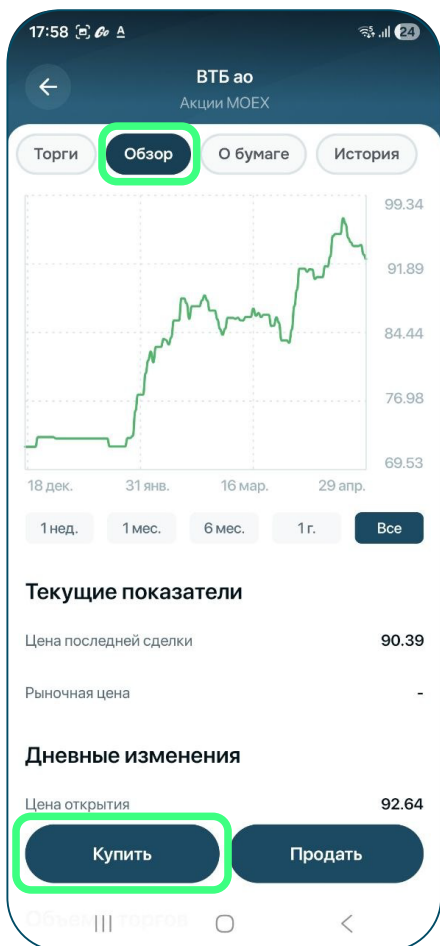 17:58
24
ВТБ ао
Акции MOEX
Торги Обзор О бумаге История
99.34
91.89
84.44
76.98
69.53
18 дек. 31 янв. 16 мар. 29 апр.
1 нед. 1 мес. 6 мес. 1 г. Все
Текущие показатели
Цена последней сделки 90.39
Рыночная цена -
Дневные изменения
Цена открытия 92.64
Купить Продать
Объем торгов